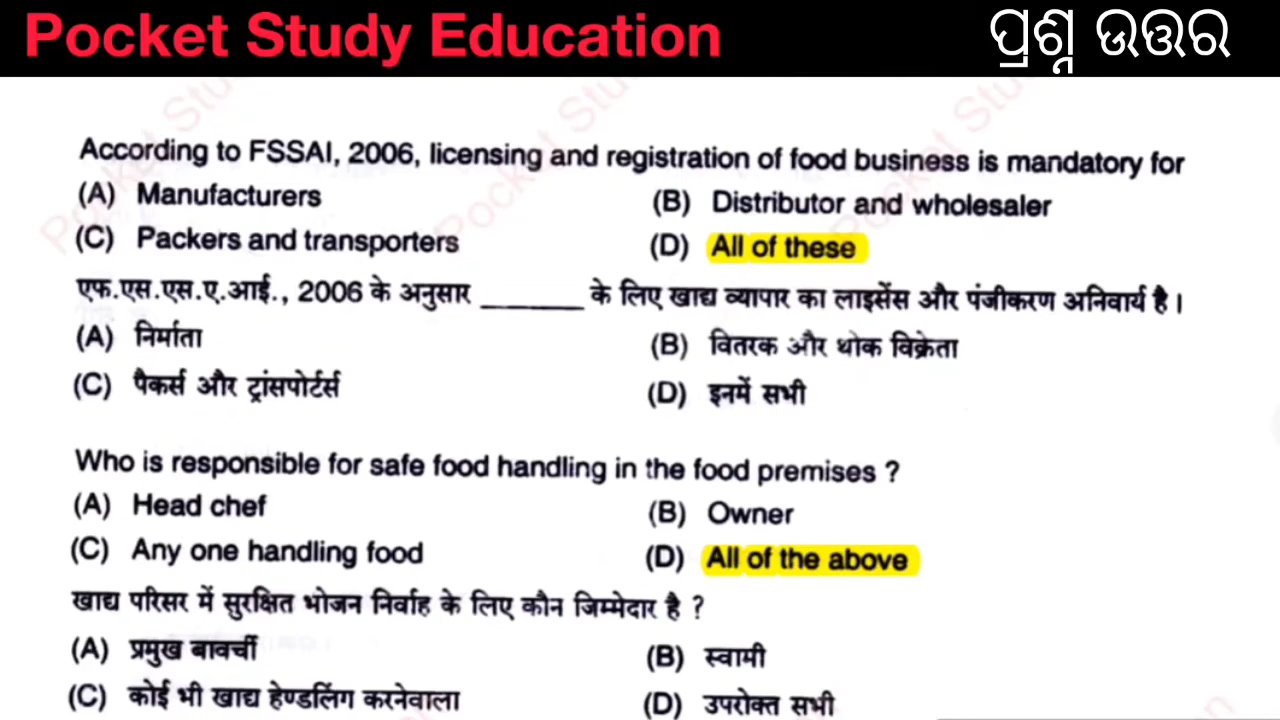 Pocket Study Education
ପ୍ରଶ୍ନ ଉତ୍ତର
According to FSSAI, 2006, licensing and registration of food business is mandatory for
(A) Manufacturers (B) Distributor and wholesaler
(C) Packers and transporters (D) All of these
एफ.एस.एस.ए.आई., 2006 के अनुसार ______ के लिए खाद्य व्यापार का लाइसेंस और पंजीकरण अनिवार्य है।
(A) निर्माता (B) वितरक और थोक विक्रेता
(C) पैकर्स और ट्रांसपोर्टर्स (D) इनमें सभी
Who is responsible for safe food handling in the food premises ?
(A) Head chef (B) Owner
(C) Any one handling food (D) All of the above
खाद्य परिसर में सुरक्षित भोजन निर्वाह के लिए कौन जिम्मेदार है ?
(A) प्रमुख बावर्ची (B) स्वामी
(C) कोई भी खाद्य हेण्डलिंग करनेवाला (D) उपरोक्त सभी